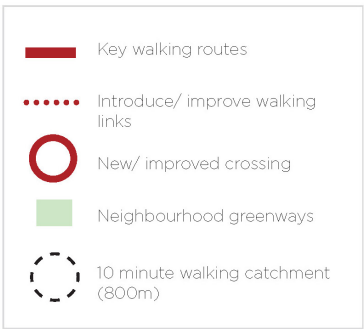 Key walking routes
Introduce/ improve walking
links
New/ improved crossing
Neighbourhood greenways
10 minute walking catchment
(800m)